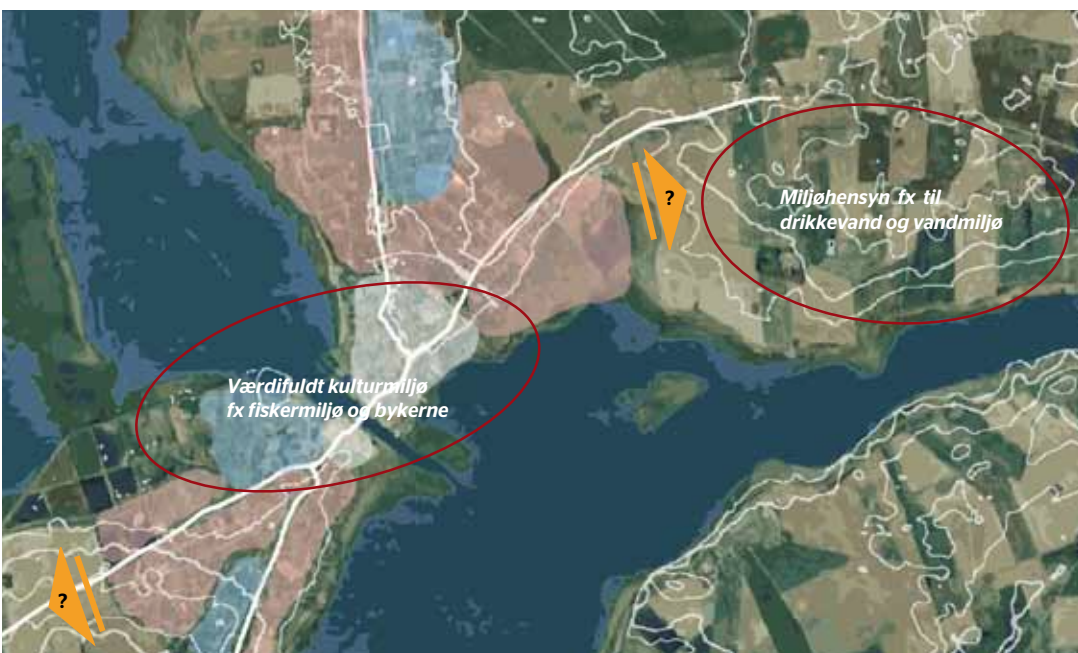 ?
Miljøhensyn fx til
drikkevand og vandmiljø
Værdifuldt kulturmiljø
fx fiskermiljø og bykerne
?